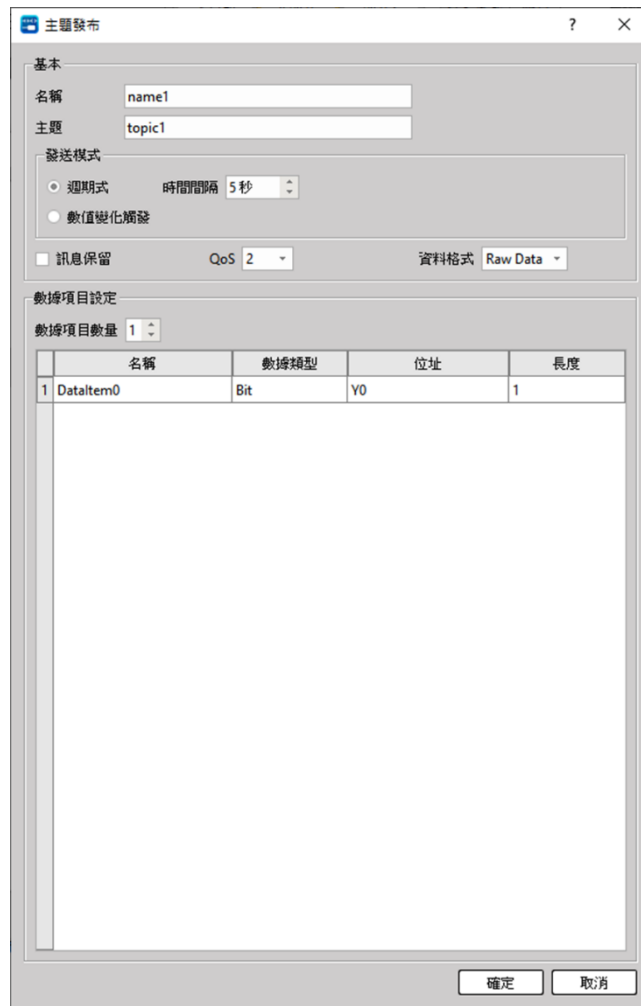 主題發布
?
基本
名稱 name1
主題 topic1
發送模式
週期式 時間間隔 5 秒
數值變化觸發
訊息保留 QoS 2 資料格式 Raw Data
數據項目設定
數據項目數量 1
名稱 數據類型 位址 長度
1 DataItem0 Bit Y0 1
確定 取消